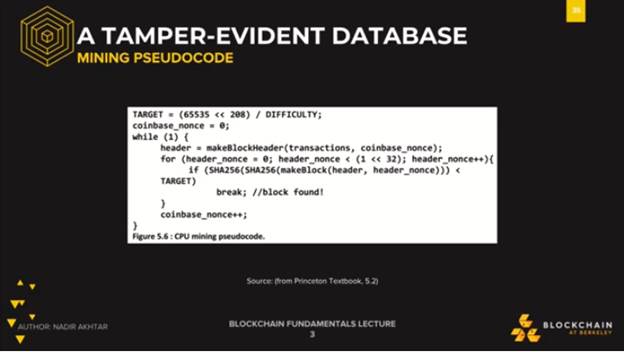 36
A TAMPER-EVIDENT DATABASE
MINING PSEUDOCODE
TARGET = (65535 << 208) / DIFFICULTY;
coinbase_nonce = 0;
while (1) {
header = makeBlockHeader(transactions, coinbase_nonce);
for (header_nonce = 0; header_nonce < (1 << 32); header_nonce++){
if (SHA256(SHA256(makeBlock(header, header_nonce))) <
TARGET)
break; //block found!
}
coinbase_nonce++;
}
Figure 5.6 : CPU mining pseudocode.
Source: (from Princeton Textbook, 5.2)
AUTHOR: NADIR AKHTAR
BLOCKCHAIN FUNDAMENTALS LECTURE
3
BLOCKCHAIN
AT BERKELEY